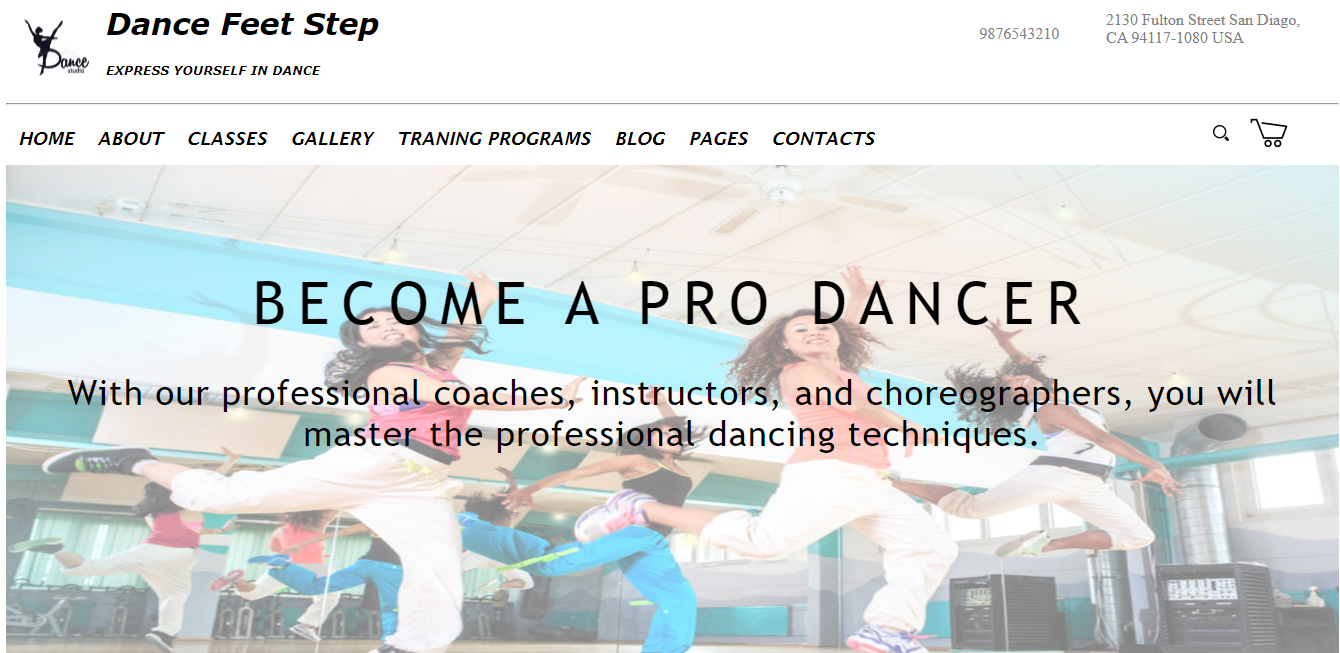 Dance
studio
Dance Feet Step
EXPRESS YOURSELF IN DANCE
9876543210
2130 Fulton Street San Diago,
CA 94117-1080 USA
HOME ABOUT CLASSES GALLERY TRANING PROGRAMS BLOG PAGES CONTACTS
BECOME A PRO DANCER
With our professional coaches, instructors, and choreographers, you will
master the professional dancing techniques.